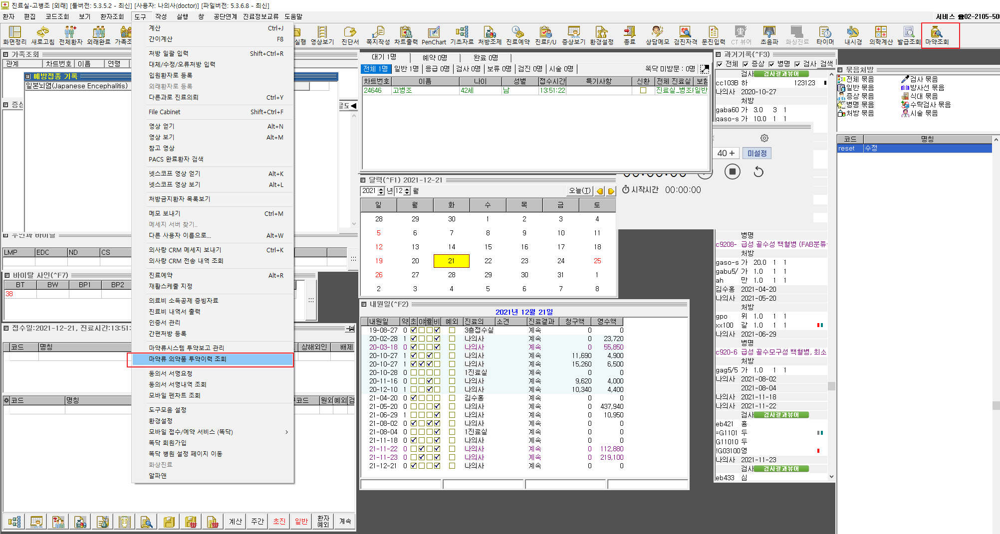 진료실-고병조 [외래] [툴버전: 5.3.5.2 - 최신] [사용자: 나의사(doctor)] [파일버전: 5.3.6.8 - 최신]
환자 편집 코드조회 보기 환자조회 도구 작성 실행 창 공단연계 진료정보교류 도움말
서비스 ☎02-2105-50
화면정리 새로고침 전체환자 외래완료 가족조 실행 영상보기 진단서 쪽지작성 차트출력 PenChart 기초자료 처방조제 진료예약 진료F/U 증상보기 환경설정 종료 상담메모 검진자격 문진입력 CT 뷰어 초음파 화상진료 타이머 내시경 의학계산 발급조회 마약조회
가족조회
관계 차트번호 이름 연령
예방접종 기록
일본뇌염(Japanese Encephalitis)
증상
글도
계산 Ctrl+J
간이계산 F8
처방 일괄 입력 Shift+Ctrl+R
대체/수정/오류처방 입력
입원환자로 등록
외래환자로 등록
다른과로 진료의뢰 Ctrl+Y
File Cabinet Shift+Ctrl+F
영상 얻기 Alt+N
영상 보기 Alt+M
참고 영상
PACS 완료환자 검색
넷스코프 영상 얻기 Alt+K
넷스코프 영상 보기 Alt+L
처방금지환자 목록보기
메모 보내기 Ctrl+M
메세지 서버 찾기..
다른 사용자 이름으로... Alt+W
의사랑 CRM 메세지 보내기 Ctrl+K
의사랑 CRM 전송 내역 조회
진료예약 Alt+R
재활스케줄 지정
의료비 소득공제 증빙자료
진료비 내역서 출력
인증서 관리
간편처방 등록
마약류시스템 투약보고 관리
마약류 의약품 투약이력 조회
동의서 서명요청
동의서 서명내역 조회
모바일 펜차트 조회
도구모음 설정
환경설정
모바일 접수/예약 서비스 (똑닥)
똑닥 회원가입
똑닥 병원 설정 페이지 이동
화상진료
알파앤
부인과 바이탈
LMP EDC ND CS
바이탈 사인(^F7)
BT BW BP1 BP2
38
접수일:2021-12-21, 진료시간:13:51:
코드 명칭 상해외인 배제
코드 명칭 코드 원외 예외 검
계산 주간 초진 일반 환자 예외 계속
대기 1명 예약 0명 완료 0명
전체 1명 일반 1명 응급 0명 검사 0명 보류 0명 검진 0명 시술 0명 똑닥 미방문 : 0명
차트번호 이름 나이 성별 접수시간 특기사항 신환 전체 진료실 보험
24646 고병조 42세 남 13:51:22 진료실_병조 일반
달력(^F1) 2021-12-21
2021 년 12 월 오늘(T)
일 월 화 수 목 금 토
28 29 30 1 2 3 4
5 6 7 8 9 10 11
12 13 14 15 16 17 18
19 20 21 22 23 24 25
26 27 28 29 30 31 1
2 3 4 5 6 7 8
40 + 미설정
시작시간 00:00:00
내원일(^F2)
2021년 12월 21일
내원일 약 초 야 률 비 예외 진료의 소견 진료결과 청구액 영수액
19-08-27 0 3층접수실 계속 0 0
20-02-28 1 나의사 계속 0 23,720
20-03-18 0 나의사 계속 0 55,850
20-10-27 1 나의사 계속 11,690 4,900
20-10-27 1 나의사 계속 15,260 6,500
20-10-28 0 1진료실 계속 0 0
20-11-16 0 나의사 계속 9,620 4,000
20-12-10 1 나의사 계속 10,340 4,400
21-04-20 0 김수홍 계속 0 0
21-05-20 0 나의사 계속 0 437,940
21-06-29 1 나의사 계속 0 10,950
21-08-02 0 나의사 계속 0 0
21-08-04 0 1진료실 계속 0 0
21-11-18 0 나의사 계속 0 0
21-11-22 0 나의사 계속 0 112,880
21-11-23 0 나의사 계속 0 219,100
21-12-21 0 나의사 계속 0 0
과거기록(^F3)
전체 증상 병명 검사 검색
검사 검사결과뷰어
cc103B 하 123123
나의사 2020-10-27
처방
gaba60 가 3.0 3 1
gaso-s 가 10.0 1 1
병명
c9208- 급성 골수성 백혈병 (FAB분류
처방
gaso-s 가 20.0 1 1
gabu5/ 가 1.0 1 1
ah 만 1.0 1 1
김수홍 2021-04-20
나의사 2021-05-20
처방
gpo 위 1.0 1 1
xx100 갈 1.0 1 1
나의사 2021-06-29
병명
c920-6 급성 골수모구성 백혈병, 최소
처방
gag5/5 가 1.0 1 1
나의사 2021-08-02
2021-08-04
나의사 2021-11-18
나의사 2021-11-22
검사 검사결과뷰어
eb421 흉
=G1101 두
G11010 두
!G03100 영
나의사 2021-11-23
검사 검사결과뷰어
eb433 심
묶음처방
전체 묶음 검사 묶음
일반 묶음 방사선 묶음
증상 묶음 식대 묶음
병명 묶음 수탁검사 묶음
처방 묶음 시술 묶음
코드 명칭
reset 수정